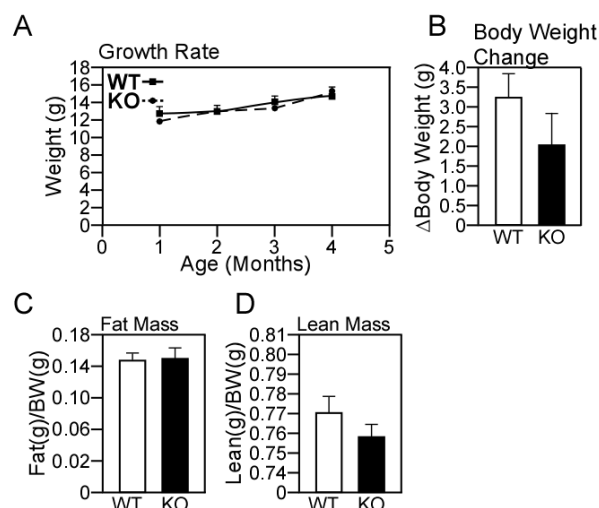 A
Growth Rate
WT
KO
Weight (g)
18
16
14
12
10
8
6
4
2
0
0 1 2 3 4 5
Age (Months)
B
Body Weight
Change
ΔBody Weight (g)
4.0
3.5
3.0
2.5
2.0
1.5
1.0
0.5
0
WT KO
C
Fat Mass
Fat(g)/BW(g)
0.18
0.14
0.10
0.06
0.02
0
WT KO
D
Lean Mass
Lean(g)/BW(g)
0.81
0.80
0.79
0.78
0.77
0.76
0.75
0.74
0
WT KO